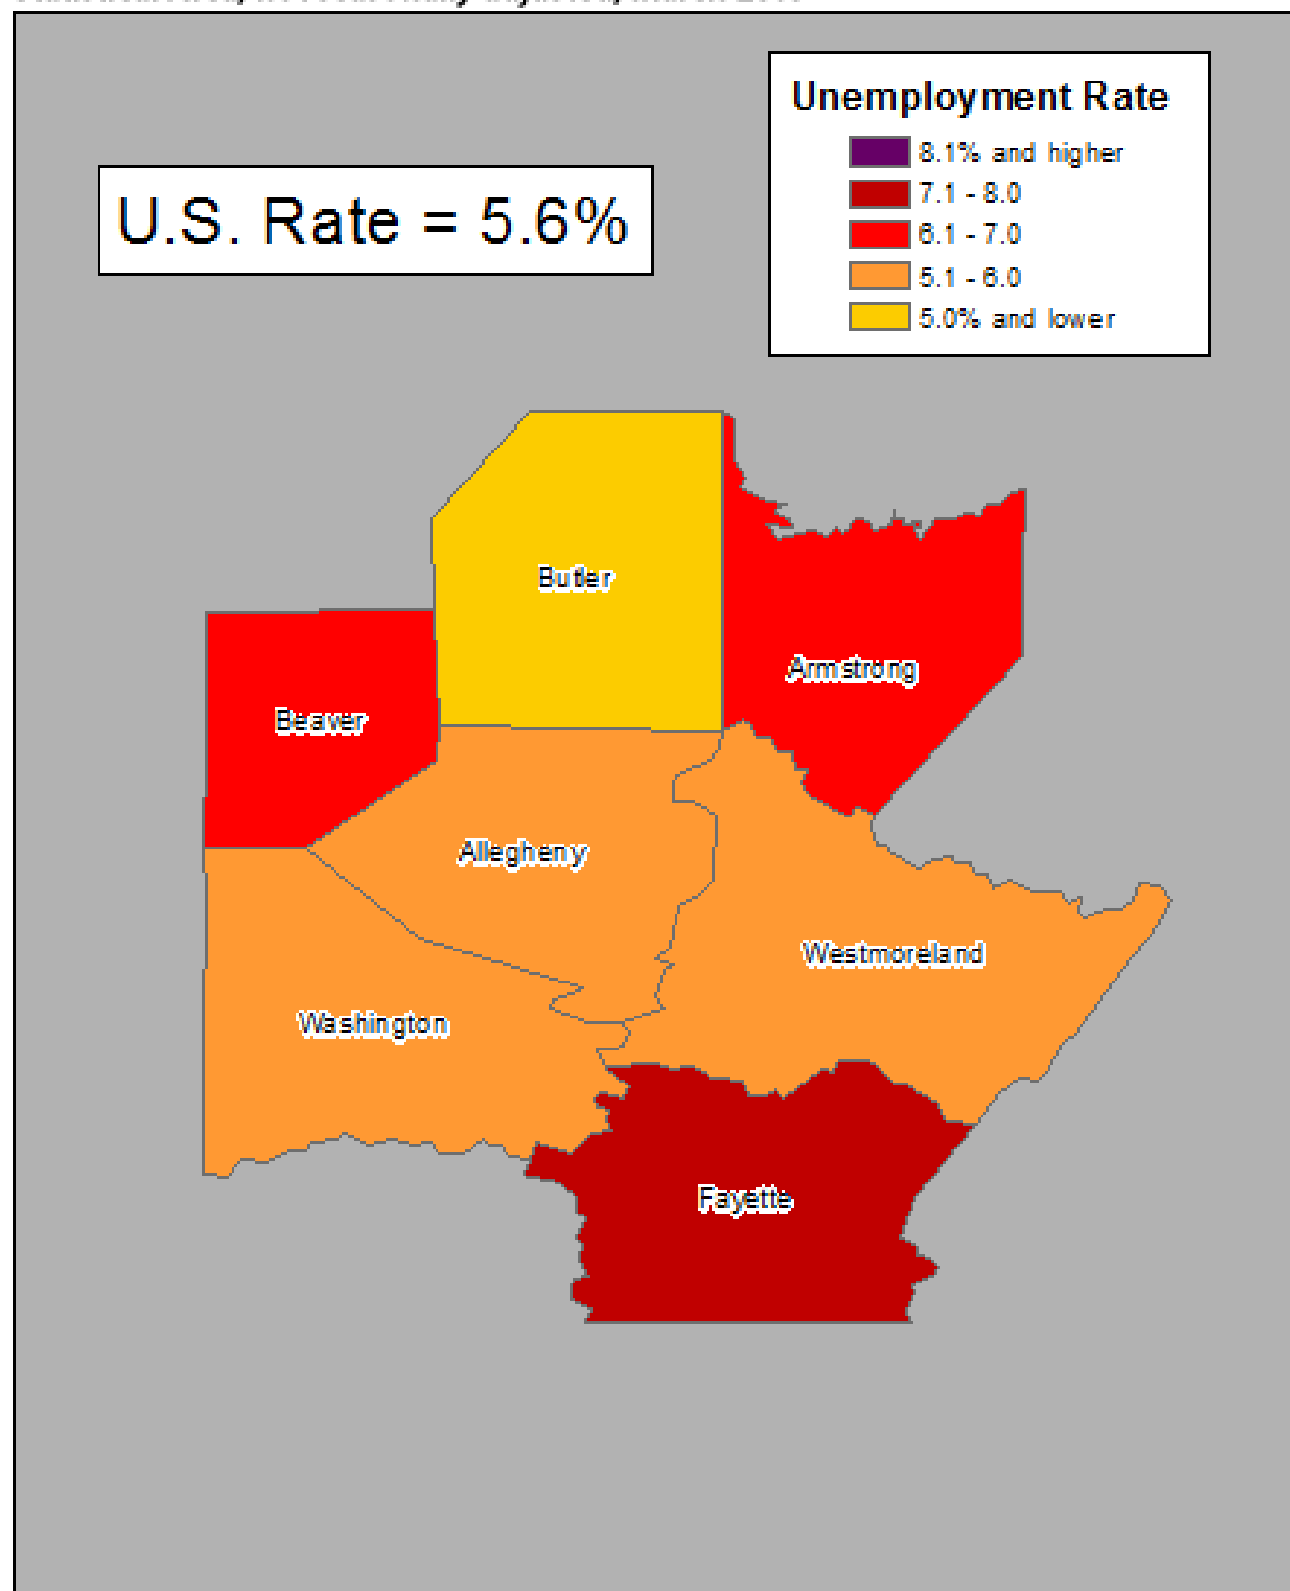 U.S. Rate = 5.6%
Unemployment Rate
8.1% and higher
7.1 - 8.0
6.1 - 7.0
5.1 - 6.0
5.0% and lower
Butler
Armstrong
Beaver
Allegheny
Westmoreland
Washington
Fayette